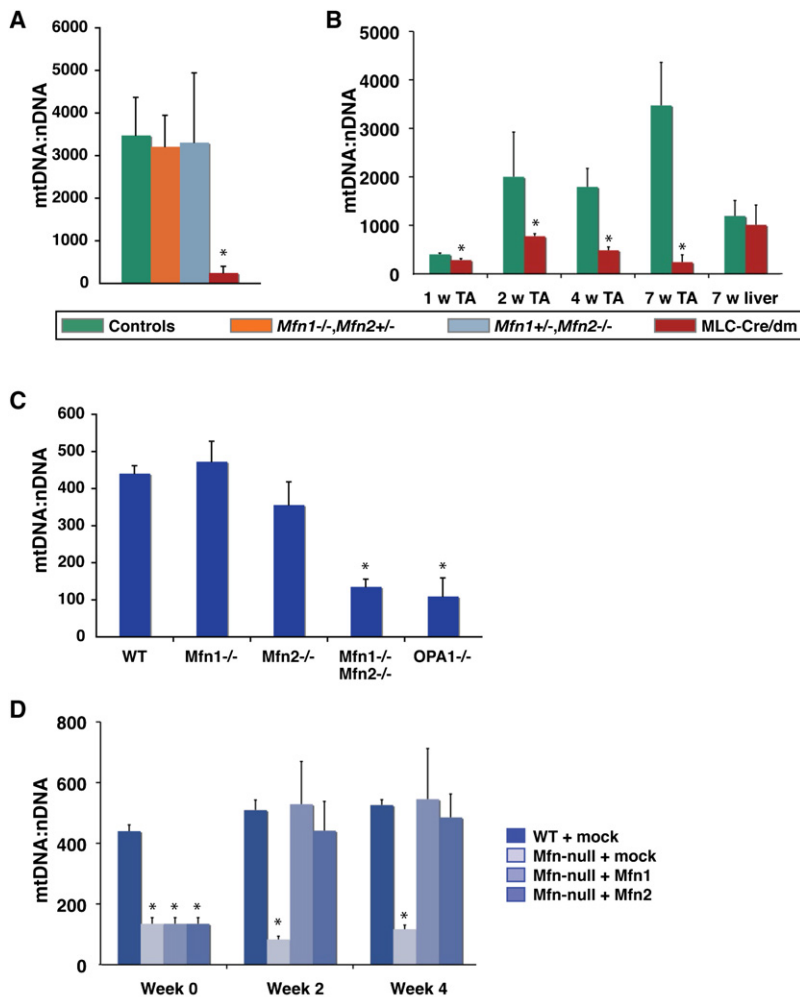 A
mtDNA:nDNA
6000
5000
4000
3000
2000
1000
0
*
B
mtDNA:nDNA
5000
4000
3000
2000
1000
0
* * * *
1 w TA 2 w TA 4 w TA 7 w TA 7 w liver
Controls Mfn1-/-,Mfn2+/- Mfn1+/-,Mfn2-/- MLC-Cre/dm
C
mtDNA:nDNA
600
500
400
300
200
100
0
* *
WT Mfn1-/- Mfn2-/- Mfn1-/- OPA1-/-
Mfn2-/-
D
mtDNA:nDNA
800
600
400
200
0
* * * * *
Week 0 Week 2 Week 4
WT + mock
Mfn-null + mock
Mfn-null + Mfn1
Mfn-null + Mfn2